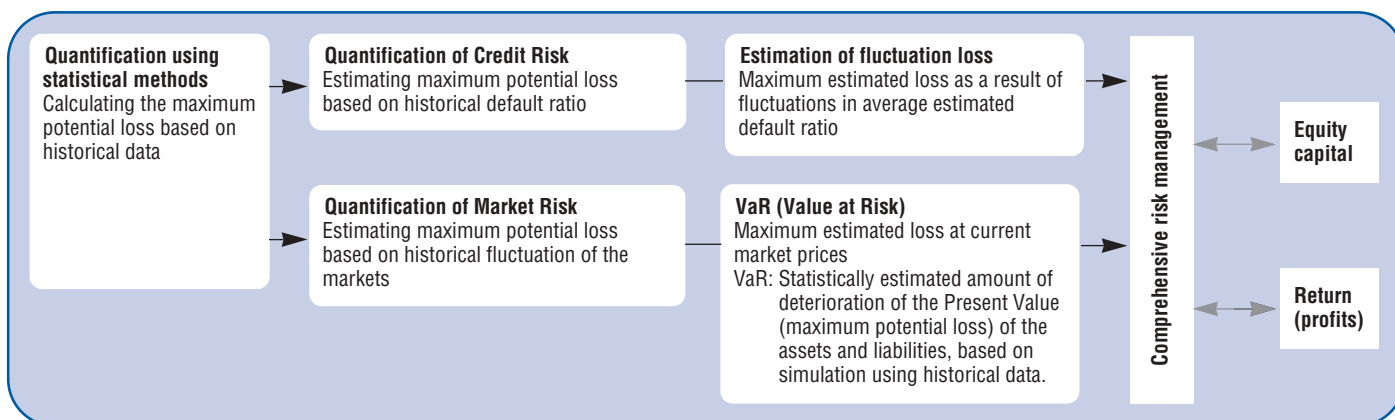 Quantification using
statistical methods
Calculating the maximum
potential loss based on
historical data
Quantification of Credit Risk
Estimating maximum potential loss
based on historical default ratio
Estimation of fluctuation loss
Maximum estimated loss as a result of
fluctuations in average estimated
default ratio
Quantification of Market Risk
Estimating maximum potential loss
based on historical fluctuation of the
markets
VaR (Value at Risk)
Maximum estimated loss at current
market prices
VaR: Statistically estimated amount of
deterioration of the Present Value
(maximum potential loss) of the
assets and liabilities, based on
simulation using historical data.
Comprehensive risk management
Equity
capital
Return
(profits)